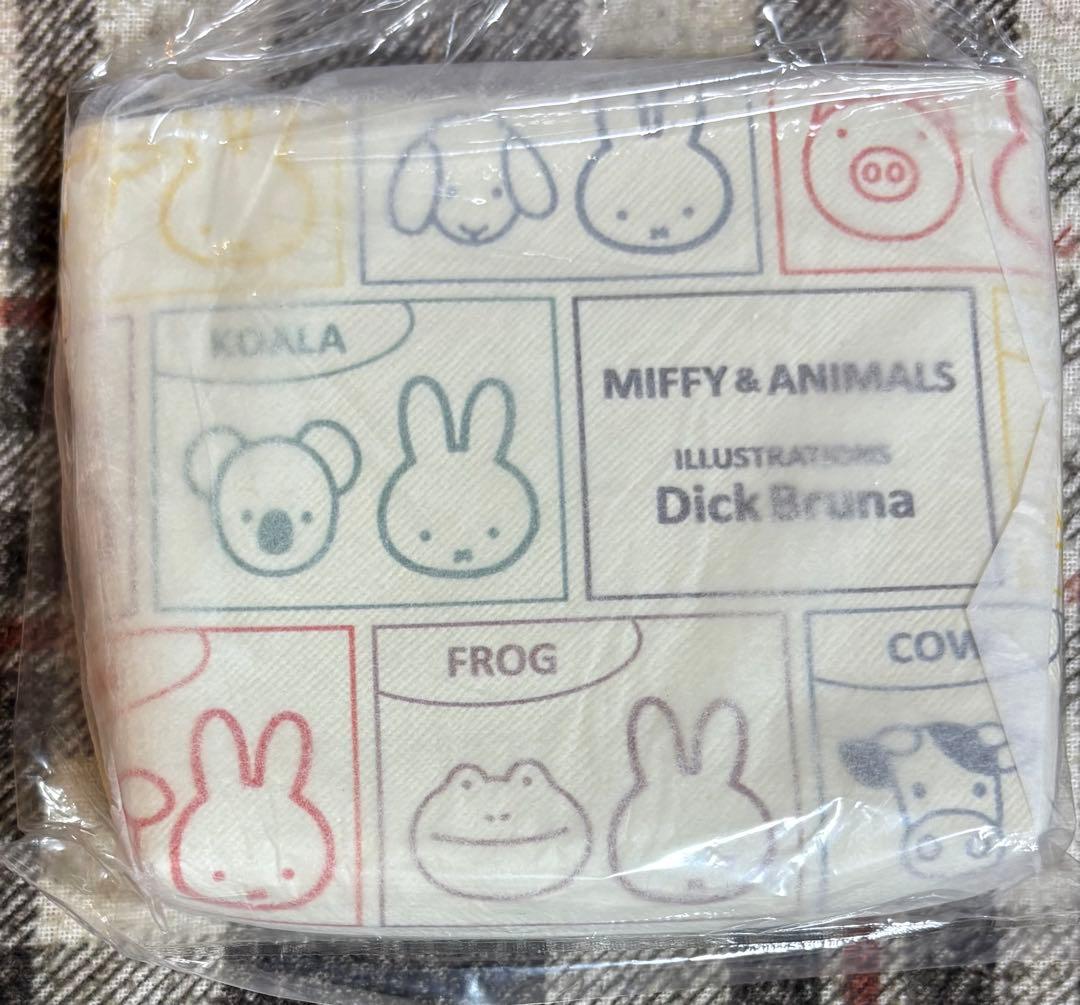 KOALA
MIFFY & ANIMALS
ILLUSTRATIONS
Dick Bruna
FROG
COW